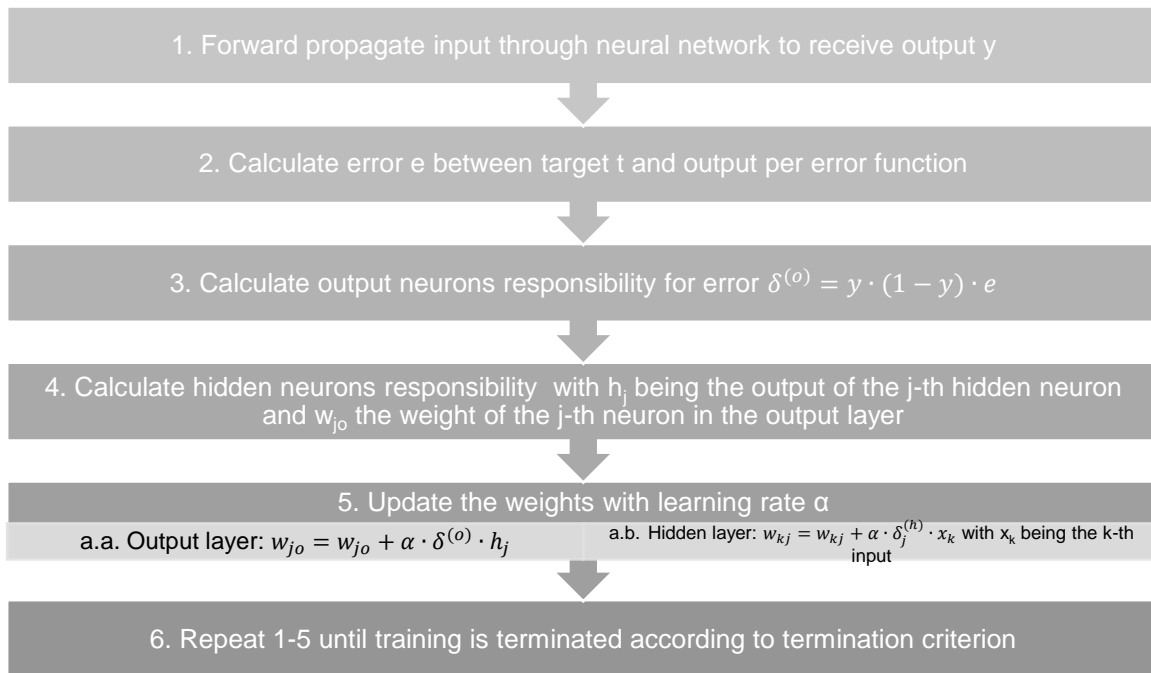 1. Forward propagate input through neural network to receive output y
2. Calculate error e between target t and output per error function
3. Calculate output neurons responsibility for error δ^(o) = y · (1 − y) · e
4. Calculate hidden neurons responsibility with h_j being the output of the j-th hidden neuron
and w_jo the weight of the j-th neuron in the output layer
5. Update the weights with learning rate α
a.a. Output layer: w_jo = w_jo + α · δ^(o) · h_j
a.b. Hidden layer: w_kj = w_kj + α · δ_j^(h) · x_k with x_k being the k-th
input
6. Repeat 1-5 until training is terminated according to termination criterion